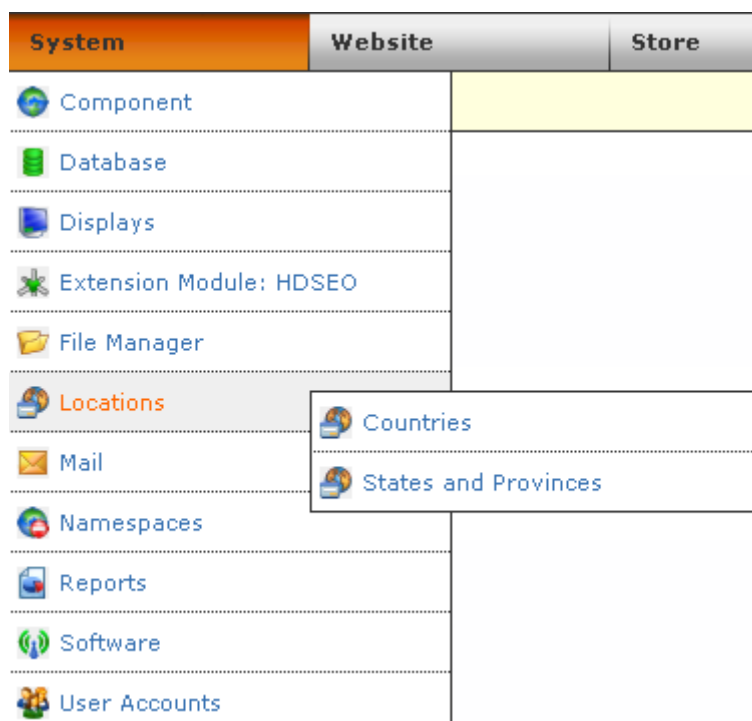 System Website Store
Component
Database
Displays
Extension Module: HDSEO
File Manager
Locations
Countries
Mail
States and Provinces
Namespaces
Reports
Software
User Accounts